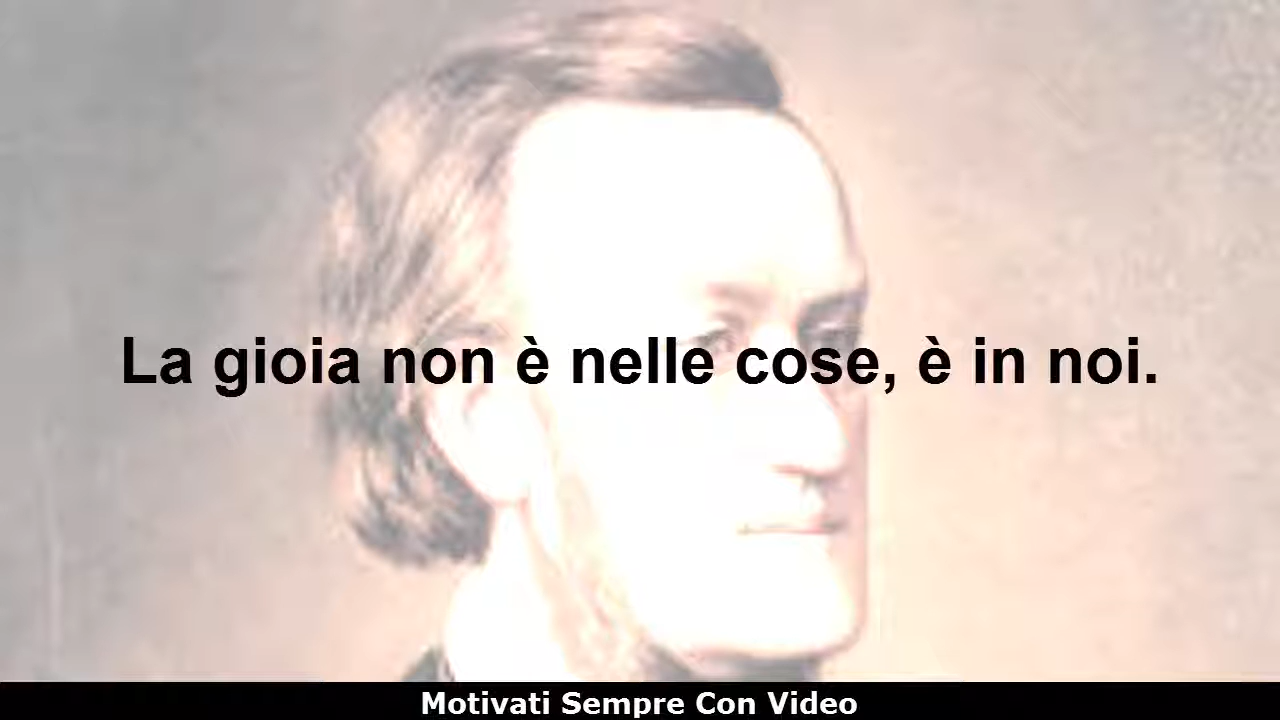 La gioia non è nelle cose, è in noi.
Motivati Sempre Con Video